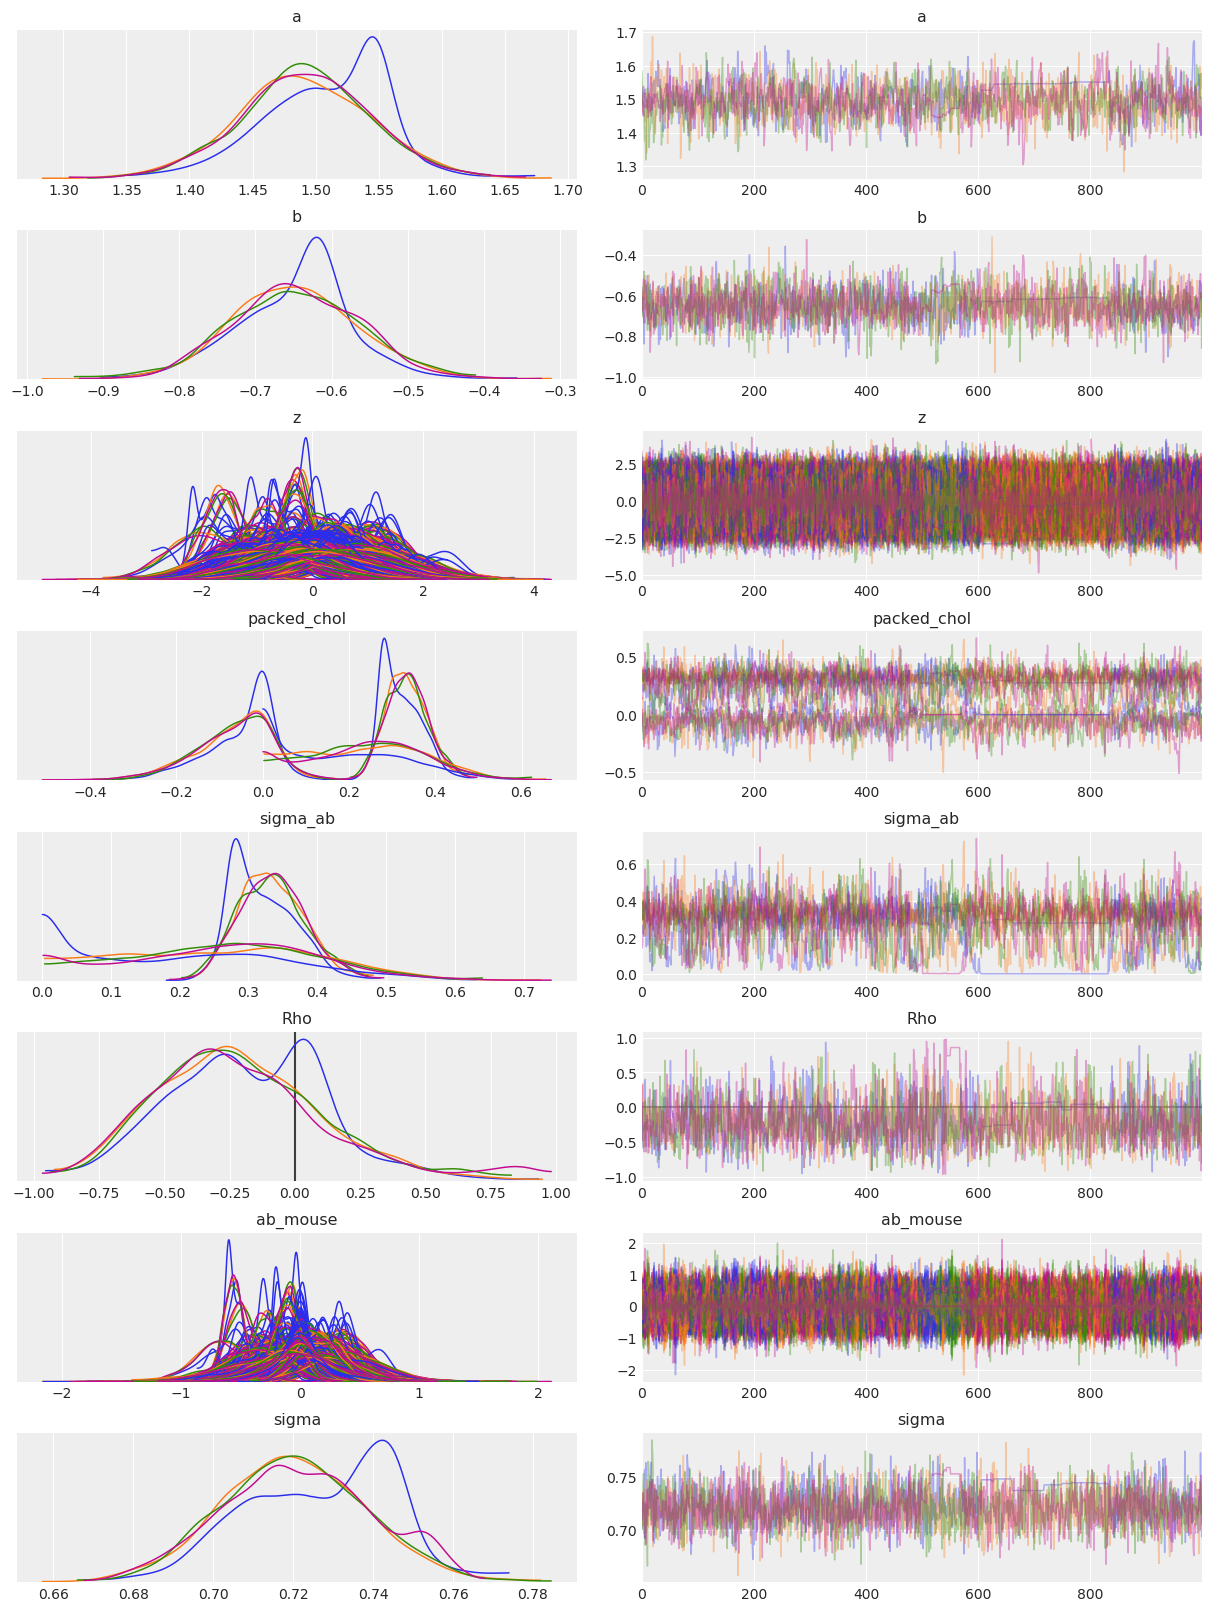 a
a
1.30 1.35 1.40 1.45 1.50 1.55 1.60 1.65 1.70
1.7
1.6
1.5
1.4
1.3
0 200 400 600 800
b
b
−1.0 −0.9 −0.8 −0.7 −0.6 −0.5 −0.4 −0.3
−0.4
−0.6
−0.8
−1.0
0 200 400 600 800
z
z
−4 −2 0 2 4
2.5
0.0
−2.5
−5.0
0 200 400 600 800
packed_chol
packed_chol
−0.4 −0.2 0.0 0.2 0.4 0.6
0.5
0.0
−0.5
0 200 400 600 800
sigma_ab
sigma_ab
0.0 0.1 0.2 0.3 0.4 0.5 0.6 0.7
0.6
0.4
0.2
0.0
0 200 400 600 800
Rho
Rho
−1.00 −0.75 −0.50 −0.25 0.00 0.25 0.50 0.75 1.00
1.0
0.5
0.0
−0.5
−1.0
0 200 400 600 800
ab_mouse
ab_mouse
−2 −1 0 1 2
2
1
0
−1
−2
0 200 400 600 800
sigma
sigma
0.66 0.68 0.70 0.72 0.74 0.76 0.78
0.75
0.70
0 200 400 600 800